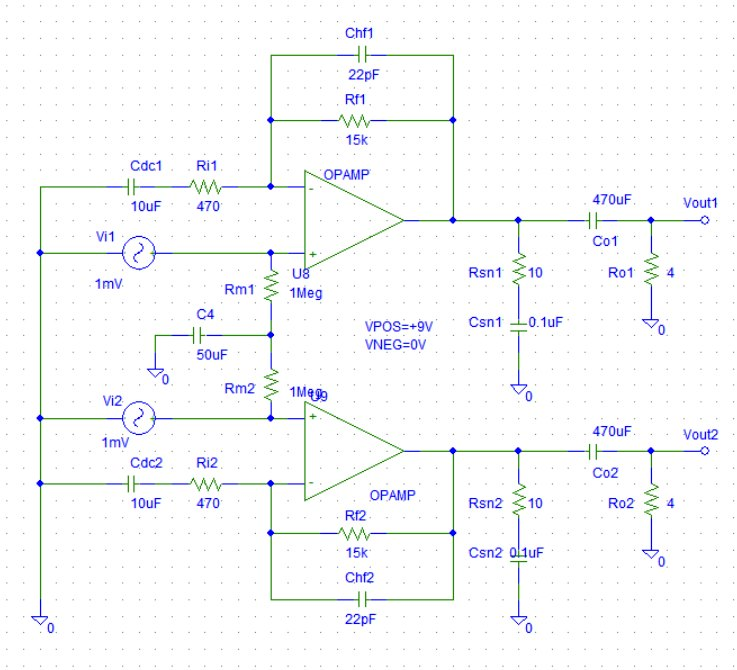 Chf1
22pF
Rf1
15k
Cdc1
Ri1
OPAMP
10uF
470
-
470uF
Vout1
Co1
Vi1
+
U8
1mV
Rm1
1Meg
Rsn1
10
Ro1
4
C4
50uF
Csn1
0.1uF
VPOS=+9V
VNEG=0V
0
0
Rm2
1Meg
U9
0
Vi2
+
1mV
470uF
Vout2
Cdc2
Ri2
Co2
10uF
470
-
OPAMP
Rsn2
10
Ro2
4
Rf2
15k
Csn2
0.1uF
0
Chf2
22pF
0
0